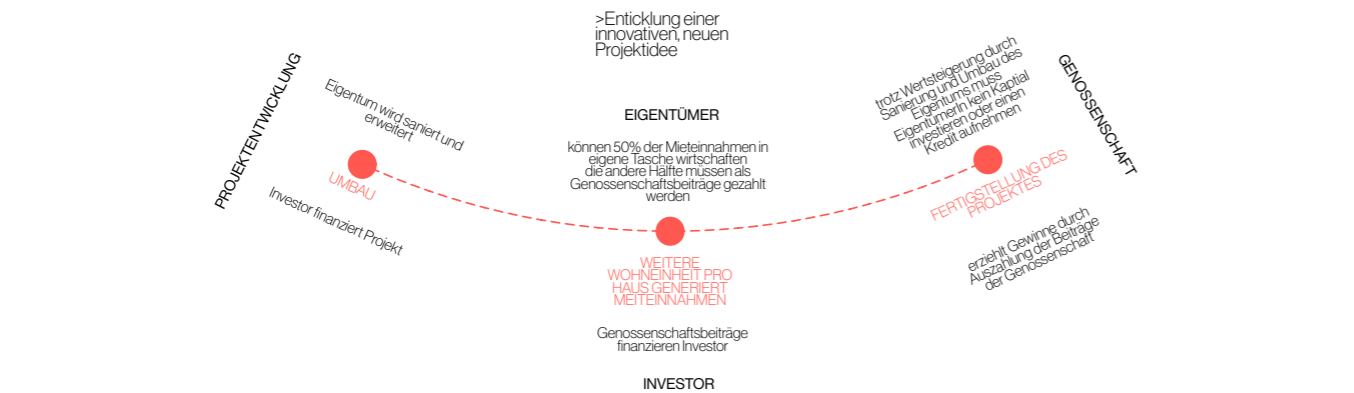 >Enticklung einer
innovativen, neuen
Projektidee
PROJEKTENTWICKLUNG
Eigentum wird saniert und
erweitert
UMBAU
Investor finanziert Projekt
EIGENTÜMER
können 50% der Mieteinnahmen in
eigene Tasche wirtschaften
die andere Hälfte müssen als
Genossenschaftsbeiträge gezahlt
werden
WEITERE
WOHNEINHEIT PRO
HAUS GENERIERT
MEITEINNAHMEN
Genossenschaftsbeiträge
finanzieren Investor
INVESTOR
trotz Wertsteigerung durch
Sanierung und Umbau des
Eigentums muss
EigentümerIn kein Kaptial
investieren oder einen
Kredit aufnehmen
FERTIGSTELLUNG DES
PROJEKTES
erziehlt Gewinne durch
Auszahlung der Beiträge
der Genossenschaft
GENOSSENSCHAFT